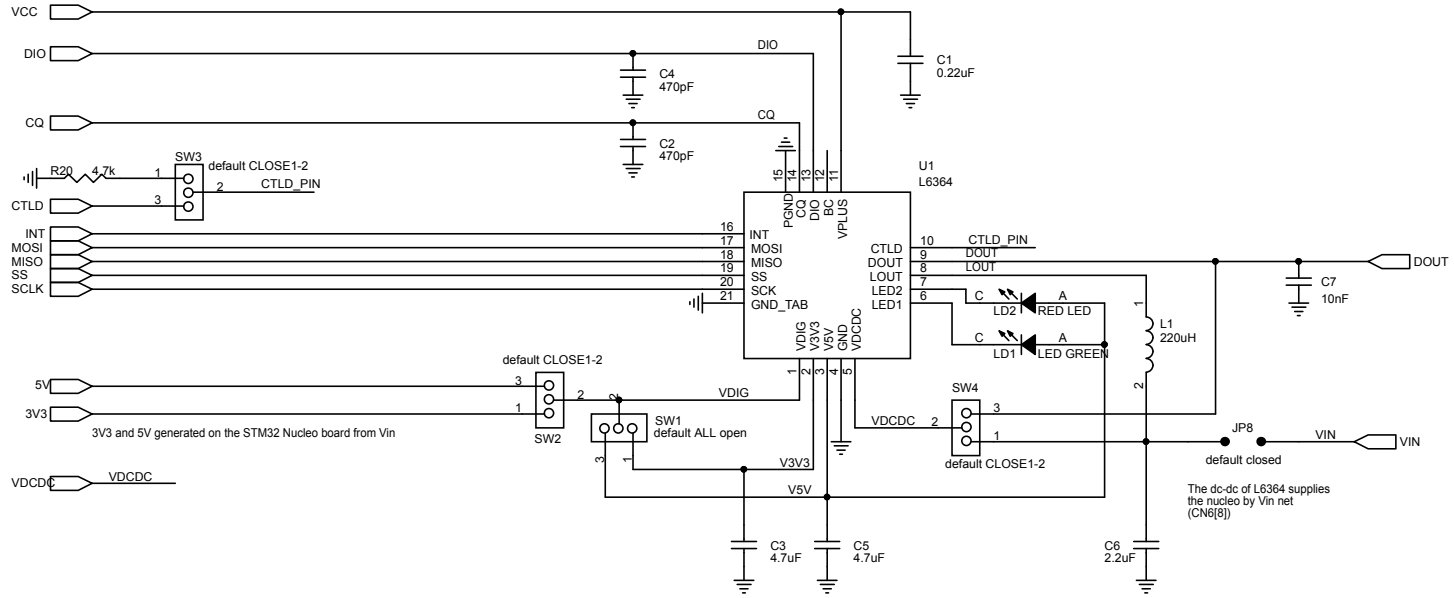 VCC
DIO
DIO
C1
0.22uF
C4
470pF
CQ
CQ
C2
470pF
SW3
default CLOSE1-2
R20 4.7k
1
2
CTLD_PIN
CTLD
3
U1
L6364
15
14
13
12
11
PGND
CQ
DIO
BC
VPLUS
INT
16
INT
MOSI
17
MOSI
MISO
18
MISO
SS
19
SS
SCLK
20
SCK
21
GND_TAB
CTLD
10
CTLD_PIN
DOUT
9
DOUT
DOUT
LOUT
8
LOUT
LED2
7
LED1
6
C7
10nF
C
A
LD2
RED LED
C
A
LD1
LED GREEN
1
L1
220uH
2
VDIG
V3V3
V5V
GND
VDCDC
1
2
3
4
5
default CLOSE1-2
5V
3
2
2
VDIG
3V3
1
SW2
3V3 and 5V generated on the STM32 Nucleo board from Vin
SW1
default ALL open
3
1
V3V3
V5V
SW4
3
VDCDC
2
1
default CLOSE1-2
JP8
VIN
VIN
default closed
The dc-dc of L6364 supplies
the nucleo by Vin net
(CN6[8])
VDCDC
VDCDC
C3
4.7uF
C5
4.7uF
C6
2.2uF